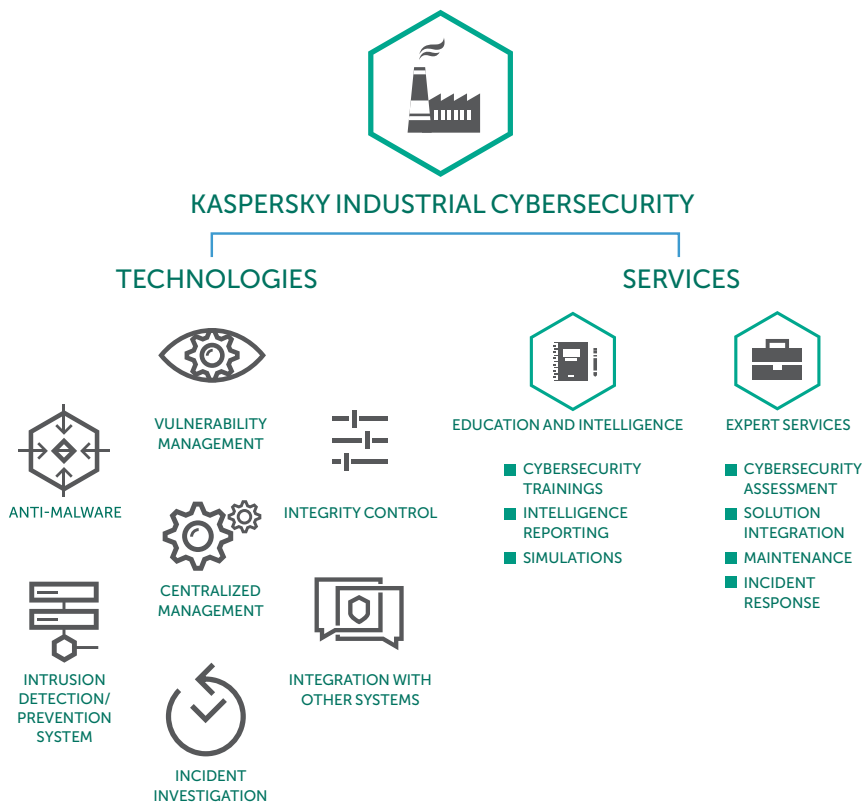 KASPERSKY INDUSTRIAL CYBERSECURITY
TECHNOLOGIES
VULNERABILITY
MANAGEMENT
ANTI-MALWARE
INTEGRITY CONTROL
CENTRALIZED
MANAGEMENT
INTRUSION
DETECTION/
PREVENTION
SYSTEM
INTEGRATION WITH
OTHER SYSTEMS
INCIDENT
INVESTIGATION
SERVICES
EDUCATION AND INTELLIGENCE
CYBERSECURITY
TRAININGS
INTELLIGENCE
REPORTING
SIMULATIONS
EXPERT SERVICES
CYBERSECURITY
ASSESSMENT
SOLUTION
INTEGRATION
MAINTENANCE
INCIDENT
RESPONSE